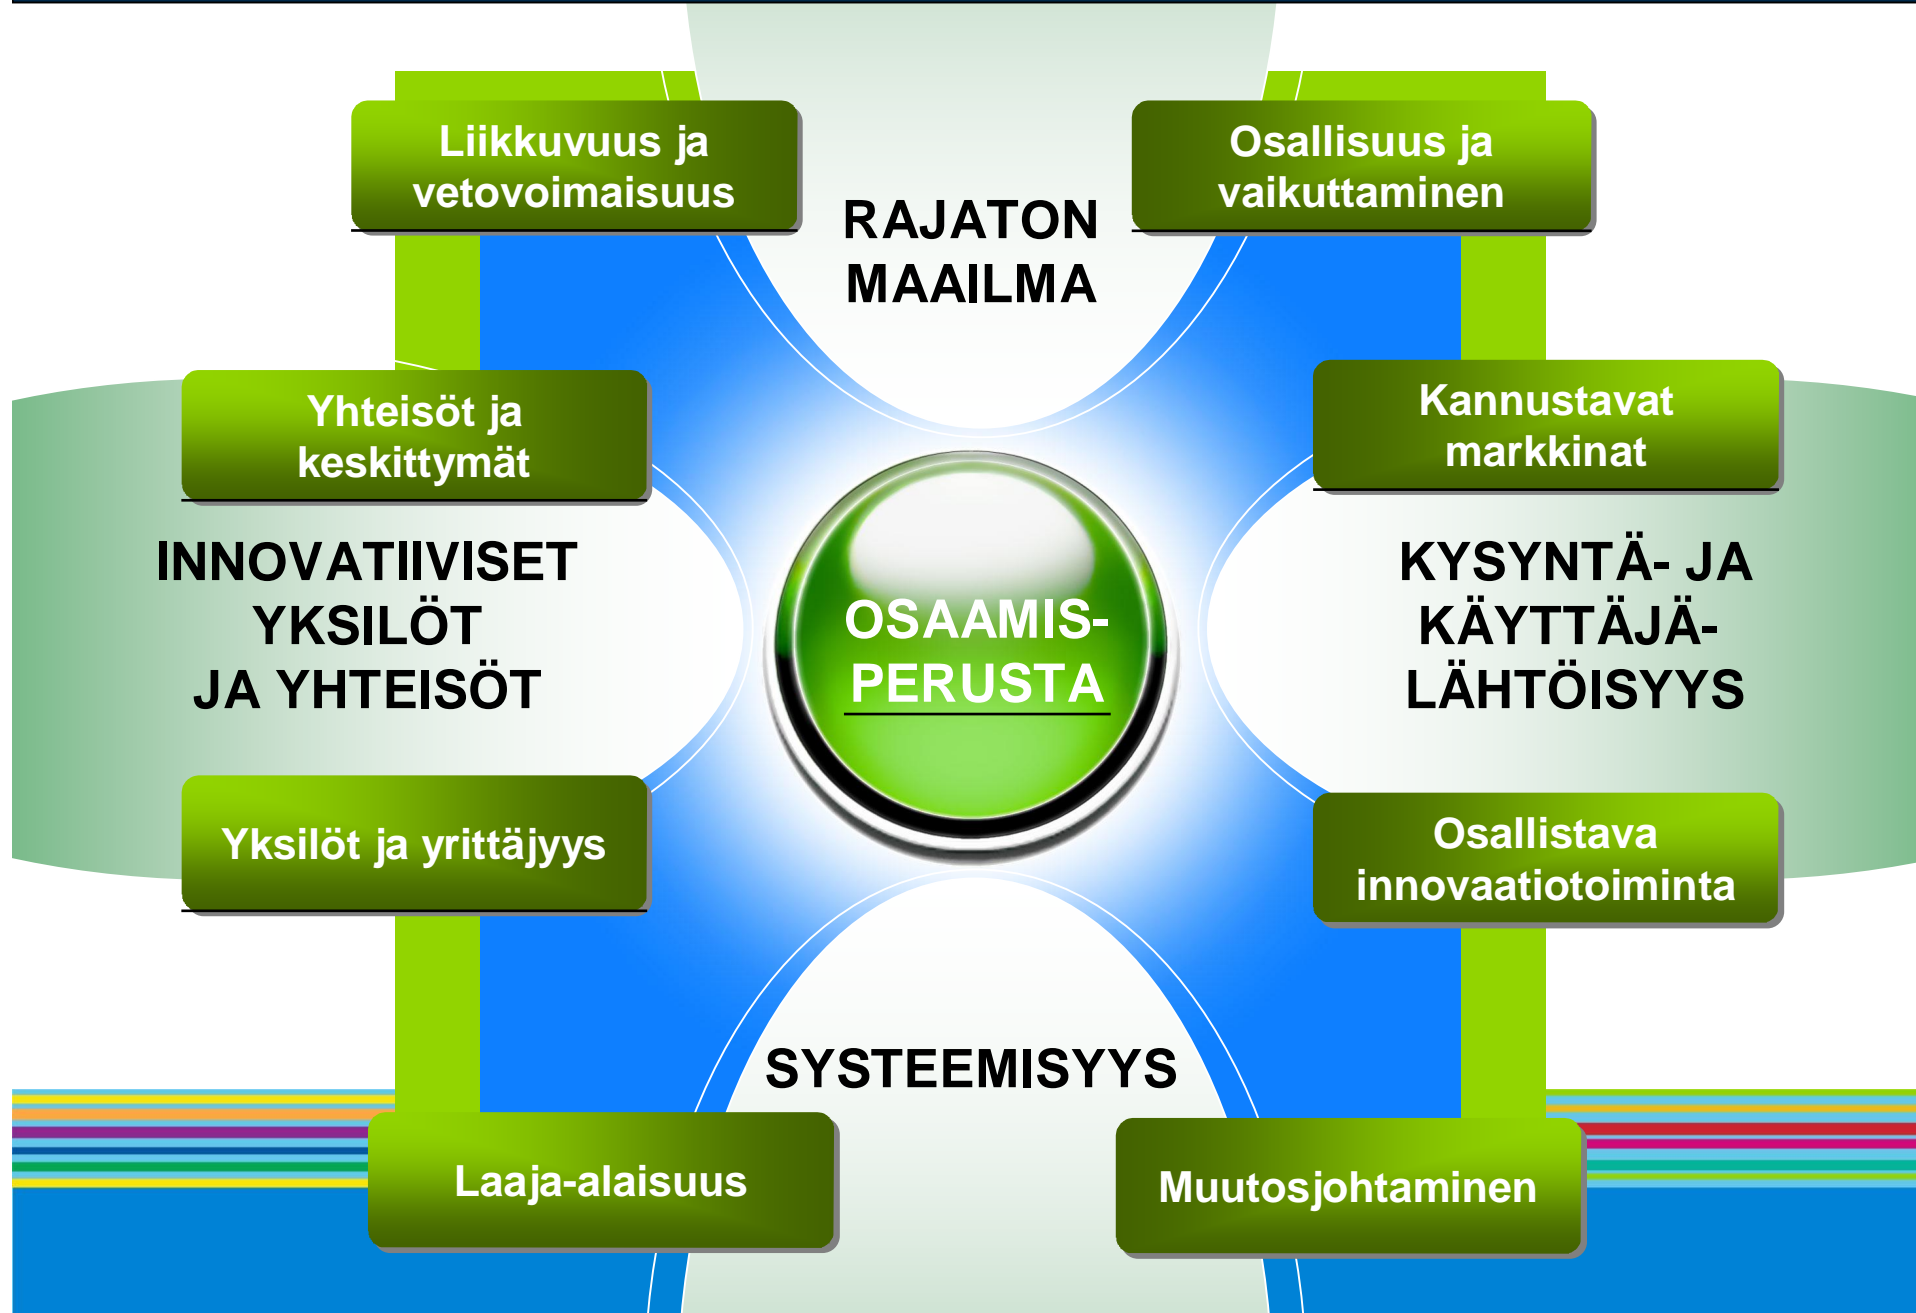 Liikkuvuus ja
vetovoimaisuus
Osallisuus ja
vaikuttaminen
RAJATON
MAAILMA
Yhteisöt ja
keskittymät
Kannustavat
markkinat
INNOVATIIVISET
YKSILÖT
JA YHTEISÖT
OSAAMIS-
PERUSTA
KYSYNTÄ- JA
KÄYTTÄJÄ-
LÄHTÖISYYS
Yksilöt ja yrittäjyys
Osallistava
innovaatiotoiminta
SYSTEEMISYYS
Laaja-alaisuus
Muutosjohtaminen